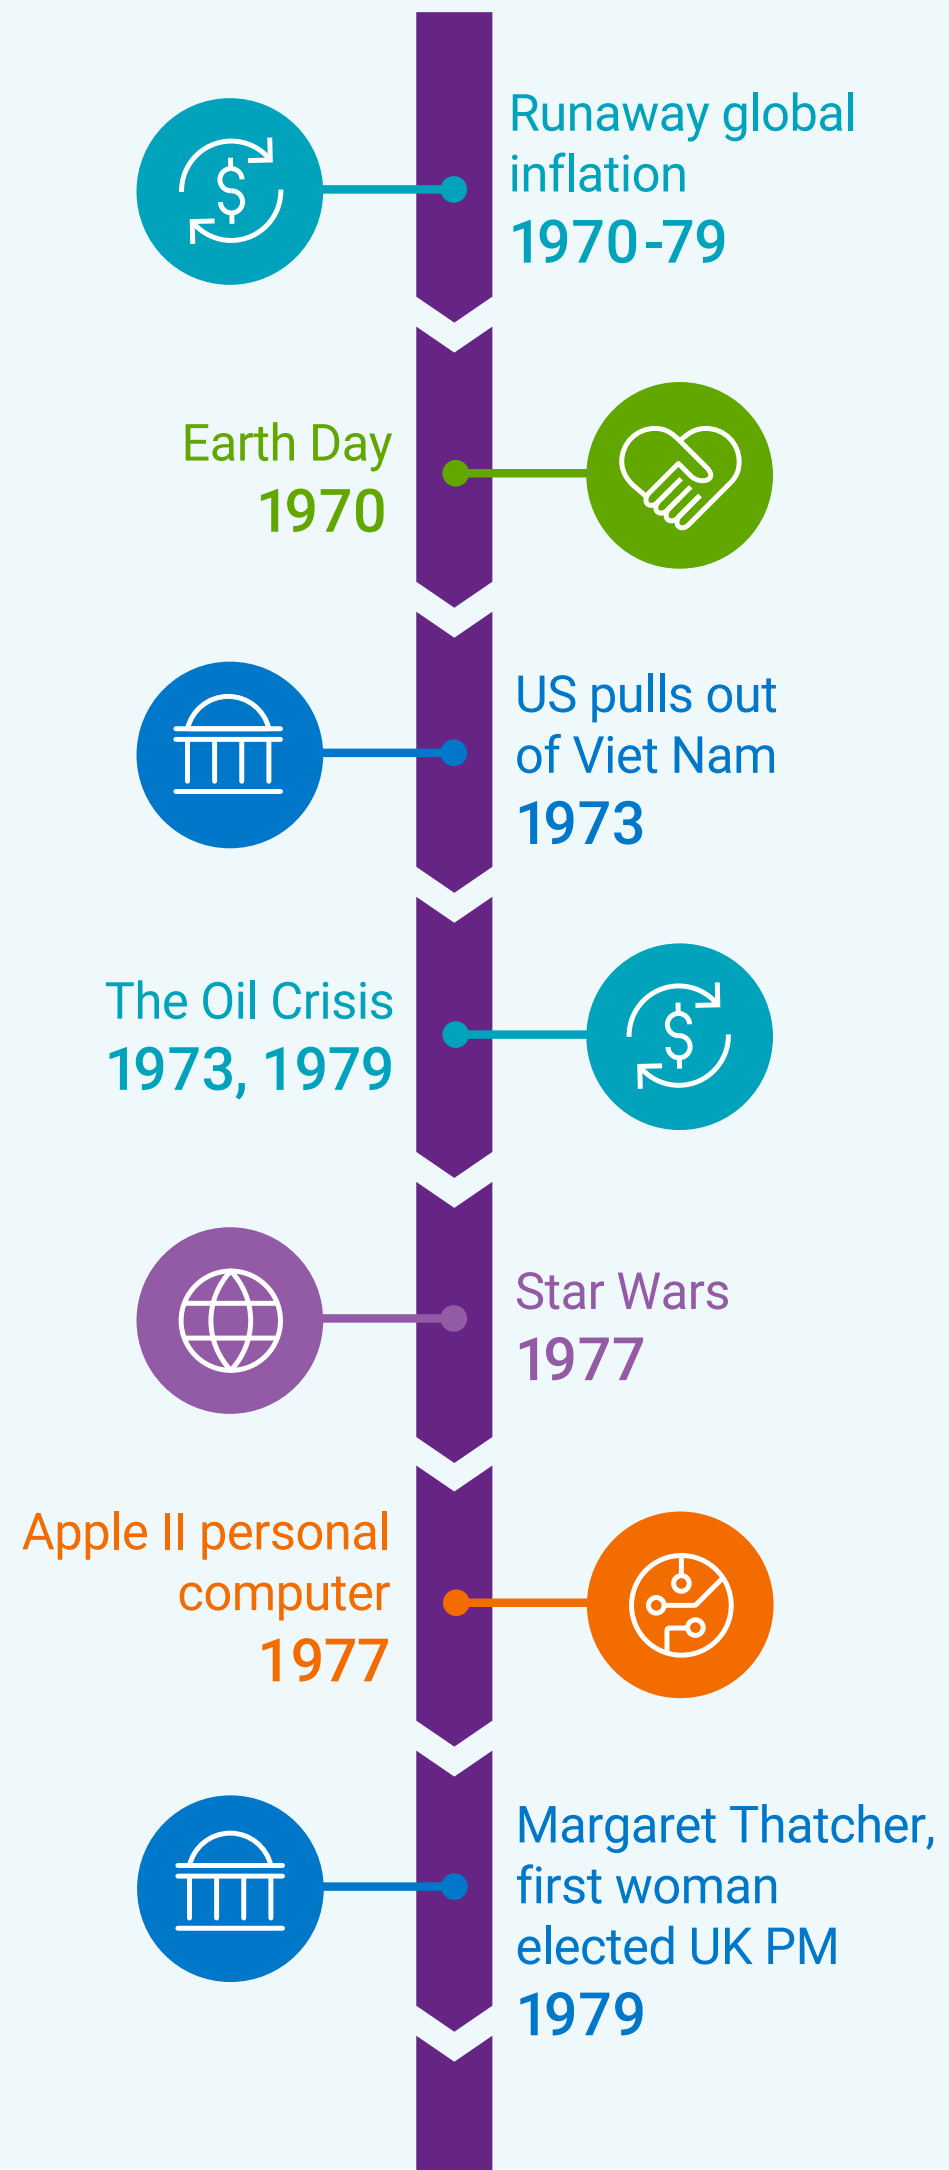 Runaway global
inflation
1970-79
Earth Day
1970
US pulls out
of Viet Nam
1973
The Oil Crisis
1973, 1979
Star Wars
1977
Apple II personal
computer
1977
Margaret Thatcher,
first woman
elected UK PM
1979